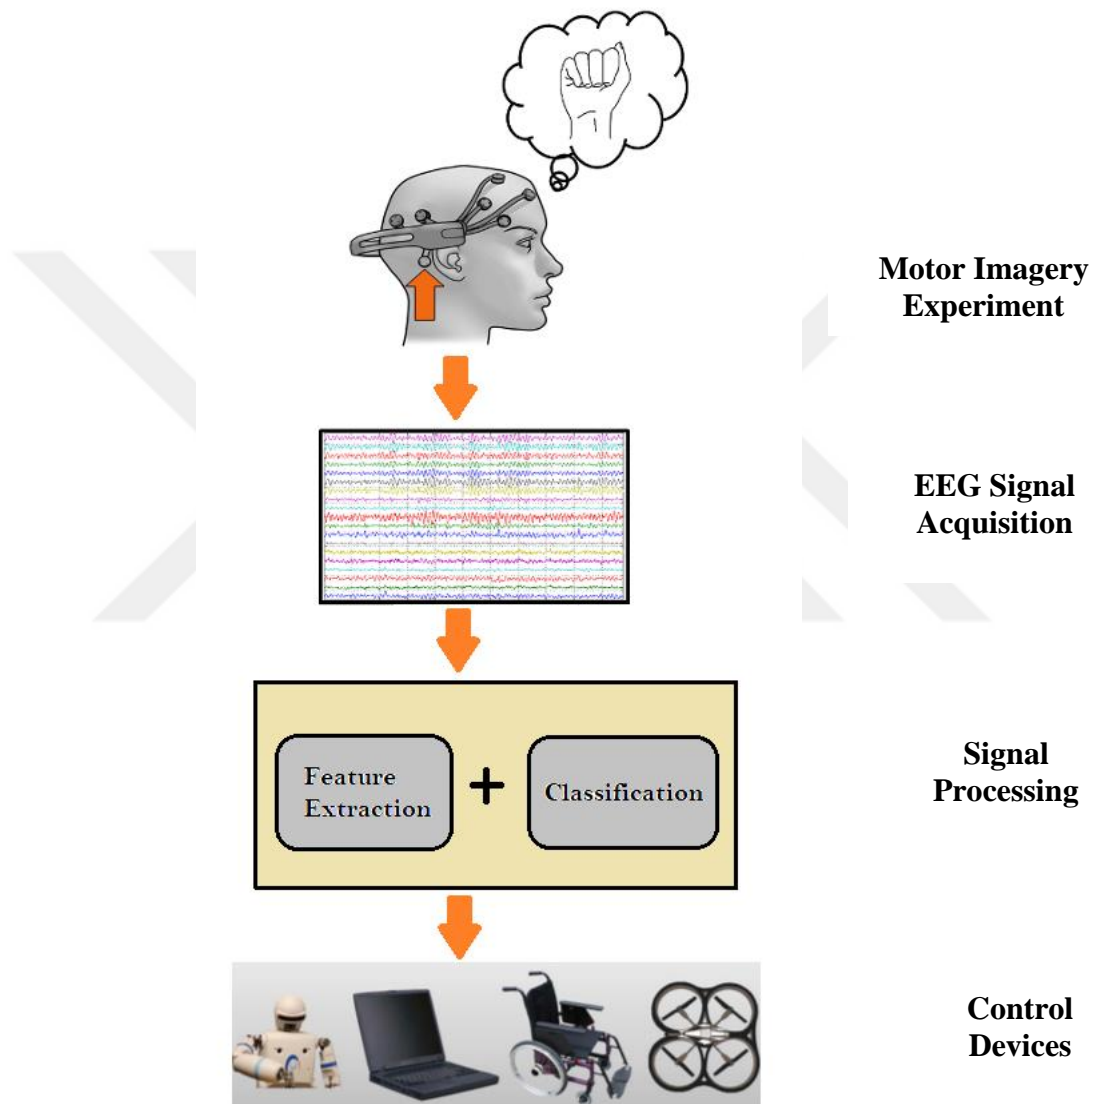 Motor Imagery
Experiment
EEG Signal
Acquisition
Feature
Extraction
+
Classification
Signal
Processing
Control
Devices